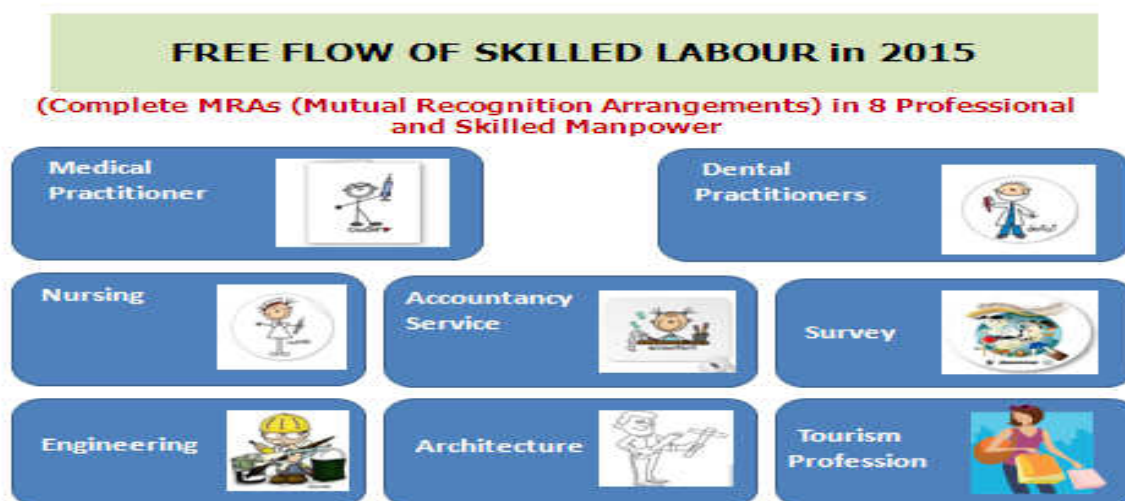 FREE FLOW OF SKILLED LABOUR in 2015
(Complete MRAs (Mutual Recognition Arrangements) in 8 Professional
and Skilled Manpower
Medical
Practitioner
Dental
Practitioners
Nursing
Accountancy
Service
Survey
Engineering
Architecture
Tourism
Profession